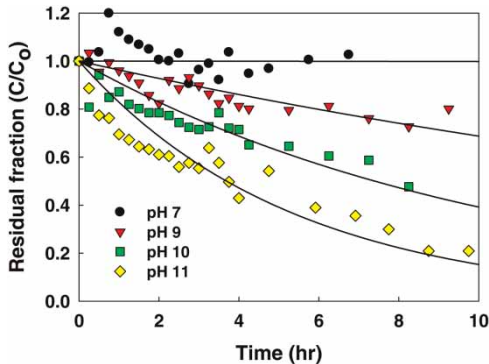 Residual fraction (C/Co)
1.2
1.0
0.8
0.6
0.4
0.2
0.0
pH 7
pH 9
pH 10
pH 11
0 2 4 6 8 10
Time (hr)